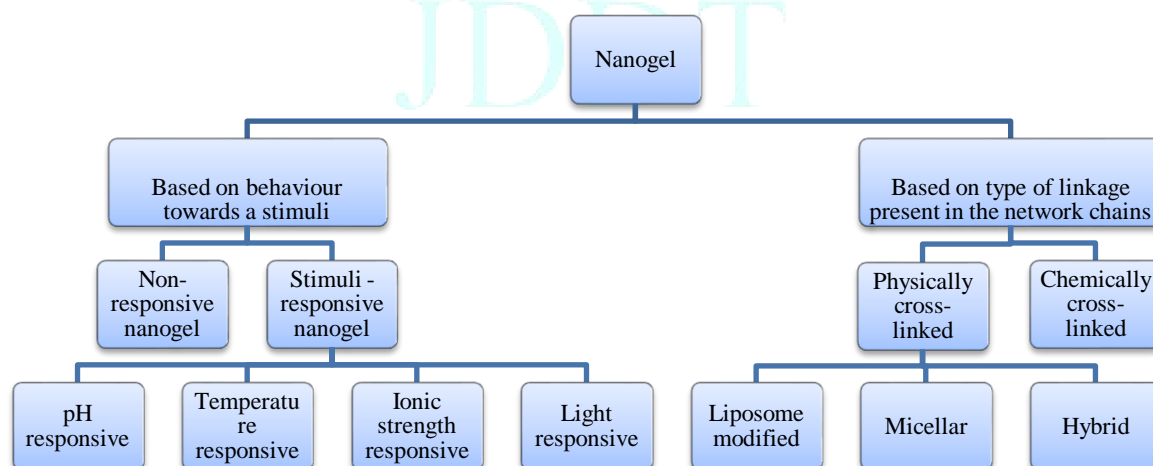 JDDT
Nanogel
Based on behaviour
towards a stimuli
Based on type of linkage
present in the network chains
Non-
responsive
nanogel
Stimuli -
responsive
nanogel
Physically
cross-
linked
Chemically
cross-
linked
pH
responsive
Temperatu
re
responsive
Ionic
strength
responsive
Light
responsive
Liposome
modified
Micellar
Hybrid